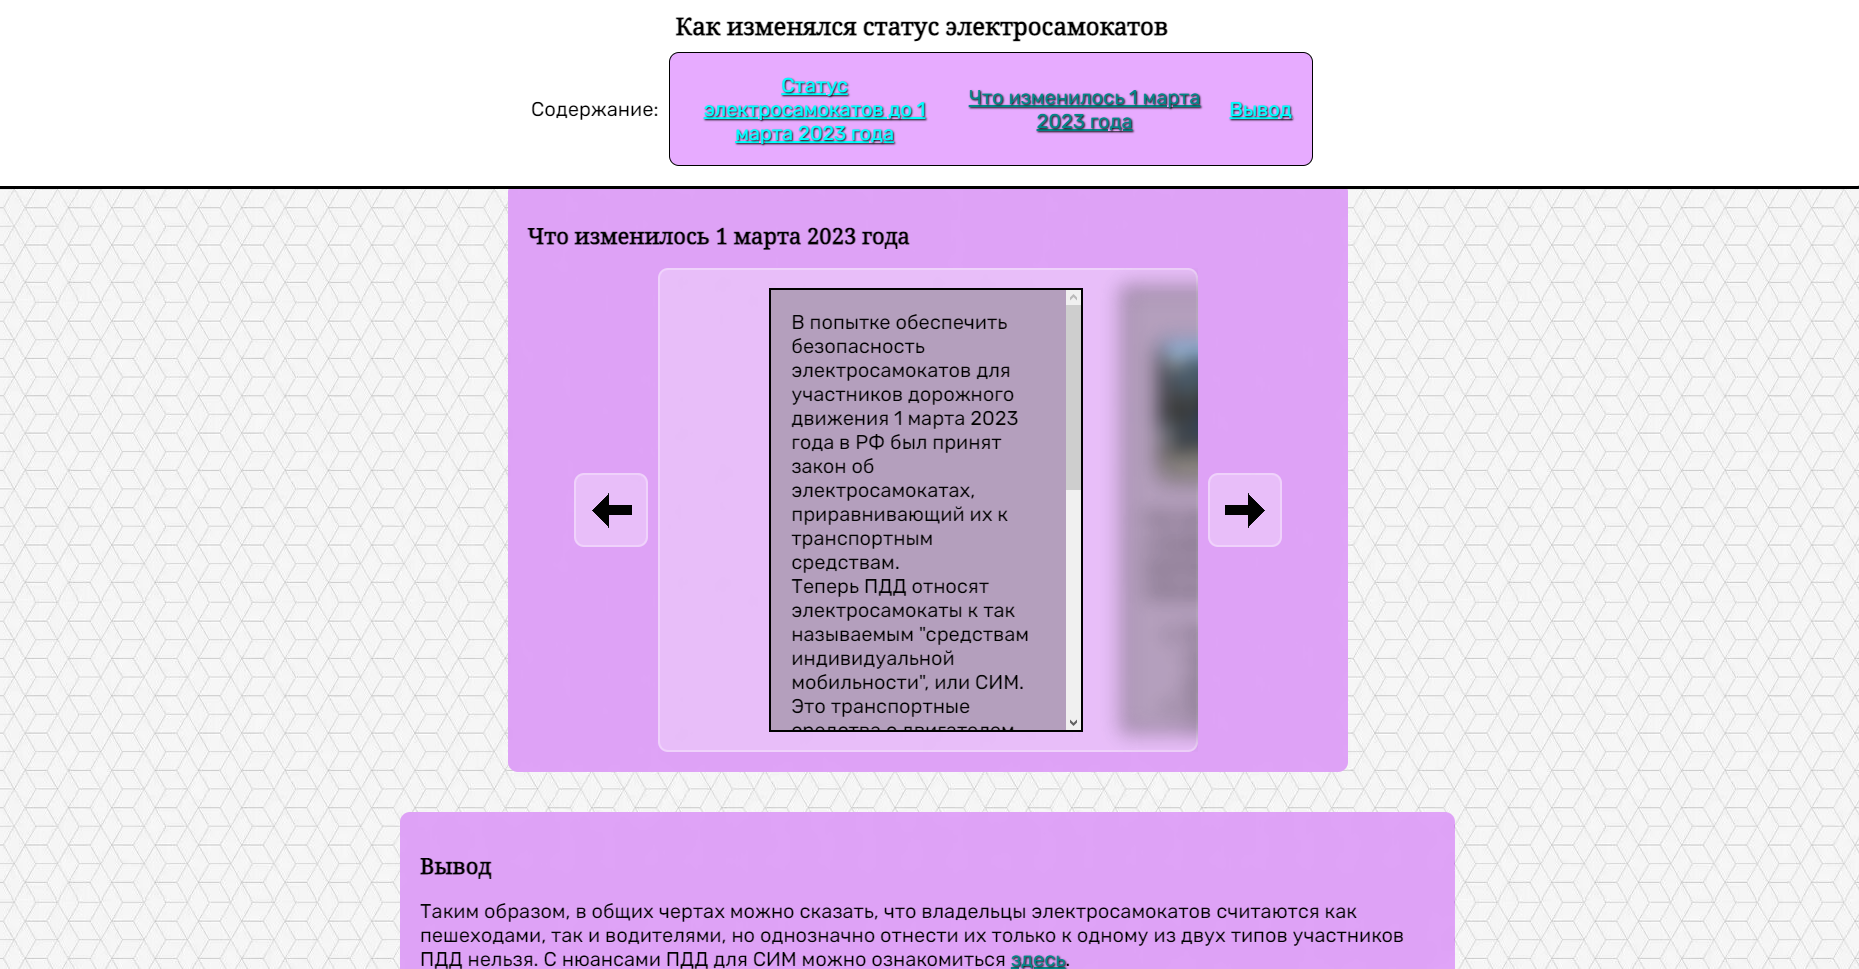 Как изменялся статус электросамокатов
Содержание:
Статус
электросамокатов до 1
марта 2023 года
Что изменилось 1 марта
2023 года
Вывод
Что изменилось 1 марта 2023 года
В попытке обеспечить
безопасность
электросамокатов для
участников дорожного
движения 1 марта 2023
года в РФ был принят
закон об
электросамокатах,
приравнивающий их к
транспортным
средствам.
Теперь ПДД относят
электросамокаты к так
называемым "средствам
индивидуальной
мобильности", или СИМ.
Это транспортные
средства с двигателем
Вывод
Таким образом, в общих чертах можно сказать, что владельцы электросамокатов считаются как
пешеходами, так и водителями, но однозначно отнести их только к одному из двух типов участников
ПДД нельзя. С нюансами ПДД для СИМ можно ознакомиться здесь.